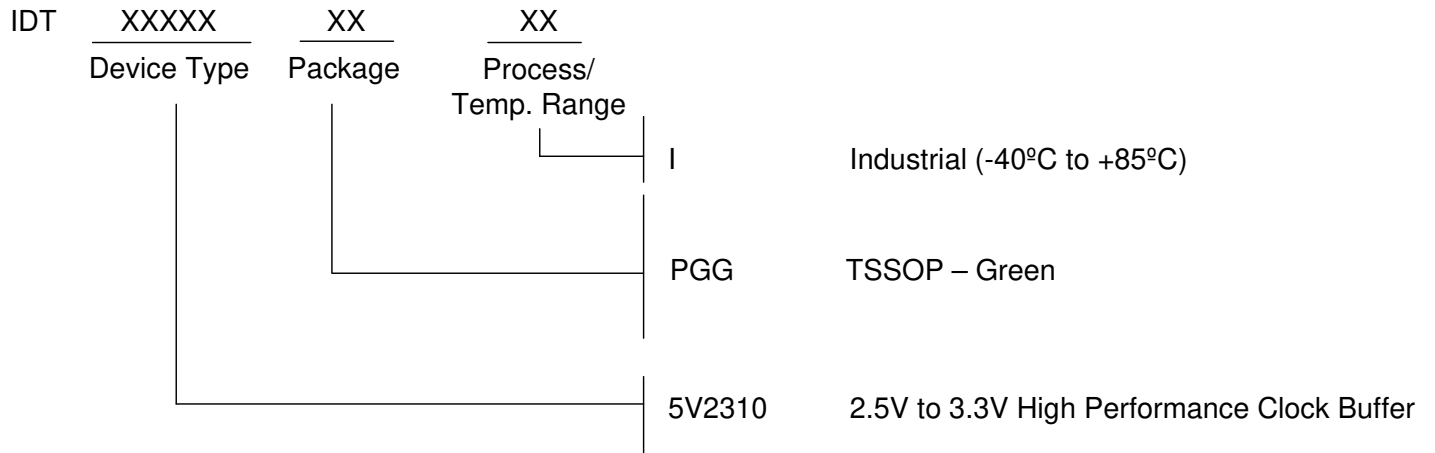 IDT XXXXX XX XX
Device Type Package Process/
Temp. Range
I Industrial (-40ºC to +85ºC)
PGG TSSOP – Green
5V2310 2.5V to 3.3V High Performance Clock Buffer